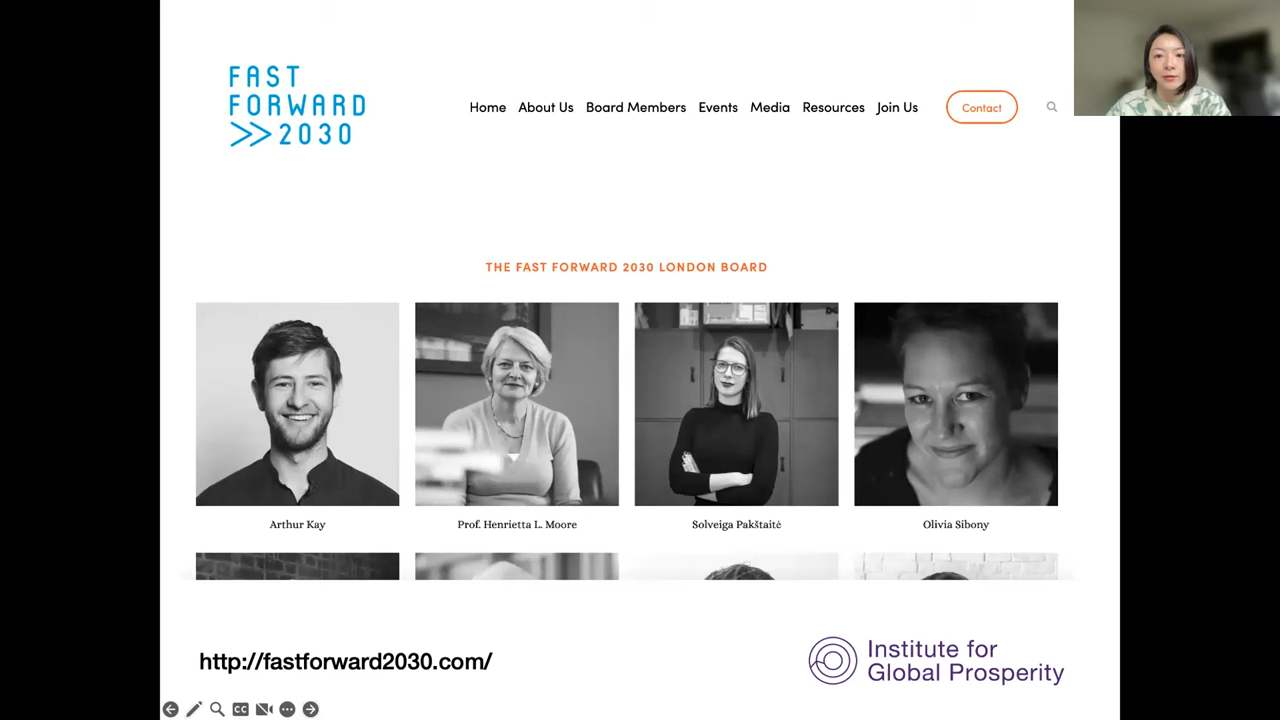 FAST
FORWARD
>>2030
Home About Us Board Members Events Media Resources Join Us Contact
THE FAST FORWARD 2030 LONDON BOARD
Arthur Kay
Prof. Henrietta L. Moore
Solveiga Pakštaitė
Olivia Sibony
http://fastforward2030.com/
Institute for
Global Prosperity
CC